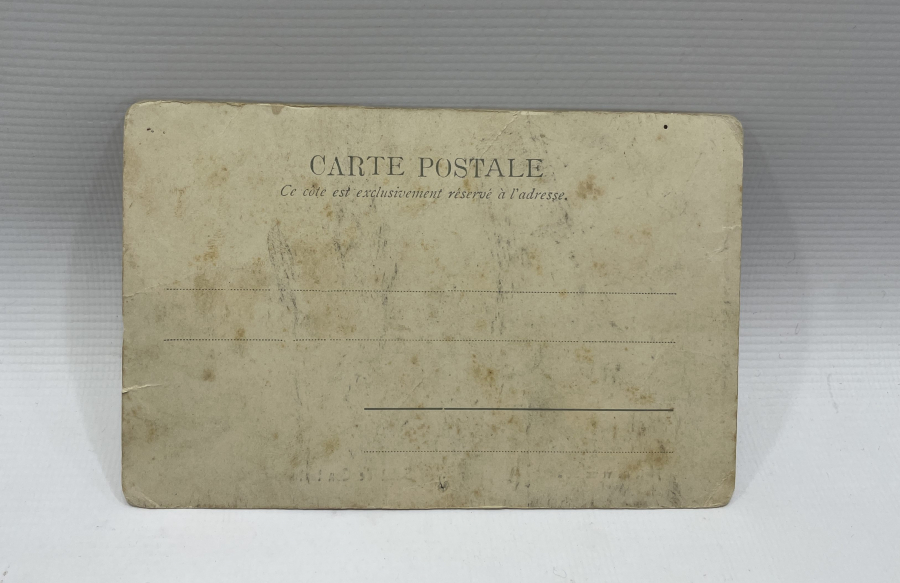 CARTE POSTALE
Ce côté est exclusivement réservé à l'adresse.